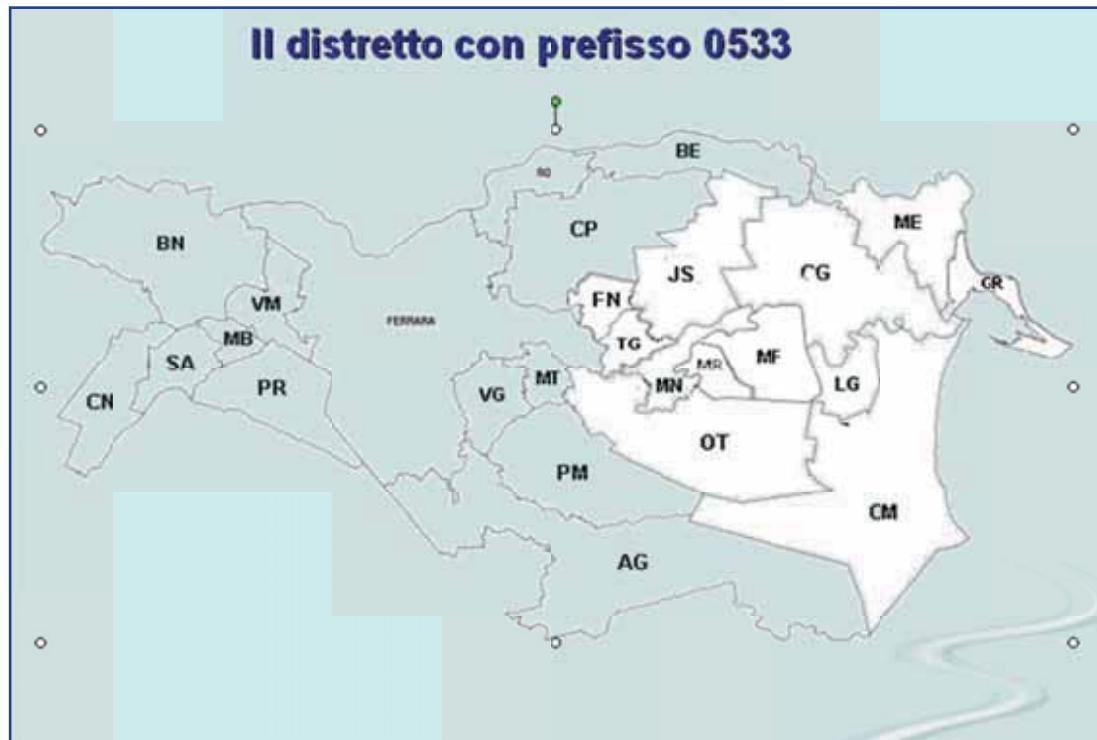 Il distretto con prefisso 0533
BE
RO
ME
CP
BN
JS
CG
GR
FN
VM
FERRARA
TG
MB
SA
MF
MR
MT
MN
LG
PR
VG
CN
OT
PM
CM
AG